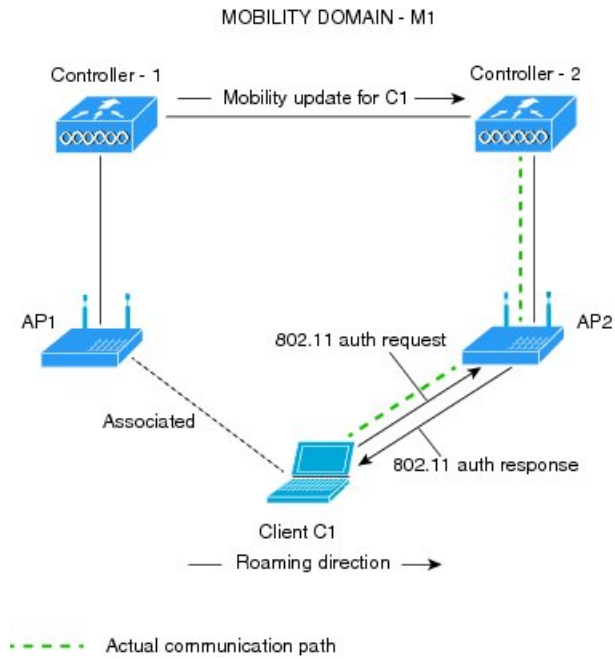 MOBILITY DOMAIN - M1
Controller - 1
Controller - 2
Mobility update for C1
AP1
AP2
802.11 auth request
Associated
802.11 auth response
Client C1
Roaming direction
Actual communication path